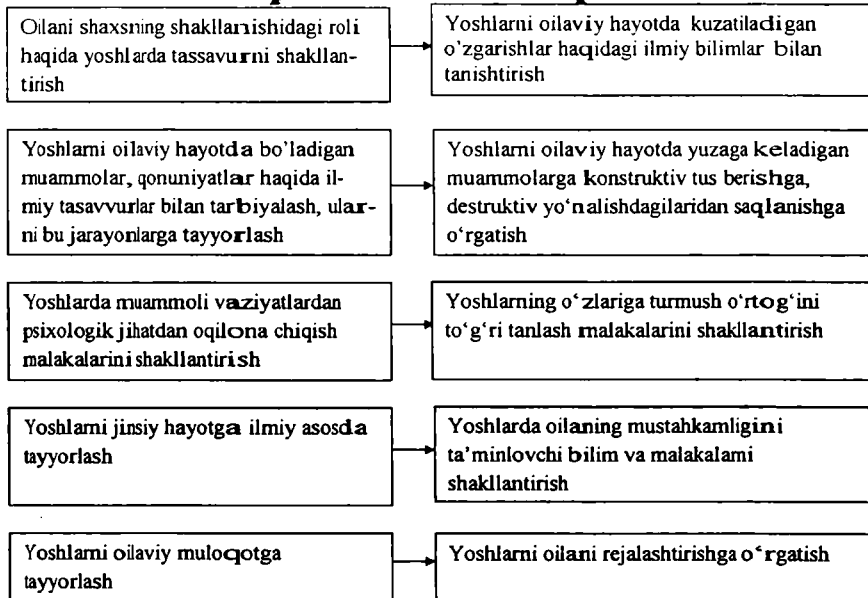 Oilani shaxsning shakllanishidagi roli
haqida yoshlarda tassavurni shakllan-
tirish
Yoshlarni oilaviy hayotda kuzatiladigan
o'zgarishlar haqidagi ilmiy bilimlar bilan
tanishtirish
Yoshlarni oilaviy hayotda bo'ladigan
muammolar, qonuniyatlar haqida il-
miy tasavvurlar bilan tarbiyalash, ular-
ni bu jarayonlarga tayyorlash
Yoshlarni oilaviy hayotda yuzaga keladigan
muammolarga konstruktiv tus berishga,
destruktiv yo‘nalishdagilaridan saqlanishga
o‘rgatish
Yoshlarda muammoli vaziyatlardan
psixologik jihatdan oqilona chiqish
malakalarini shakllantirish
Yoshlarning o‘zlariga turmush o‘rtog‘ini
to‘g‘ri tanlash malakalarini shakllantirish
Yoshlarni jinsiy hayotga ilmiy asosda
tayyorlash
Yoshlarda oilaning mustahkamligini
ta’minlovchi bilim va malakalarni
shakllantirish
Yoshlarni oilaviy muloqotga
tayyorlash
Yoshlarni oilani rejalashtirishga o‘rgatish